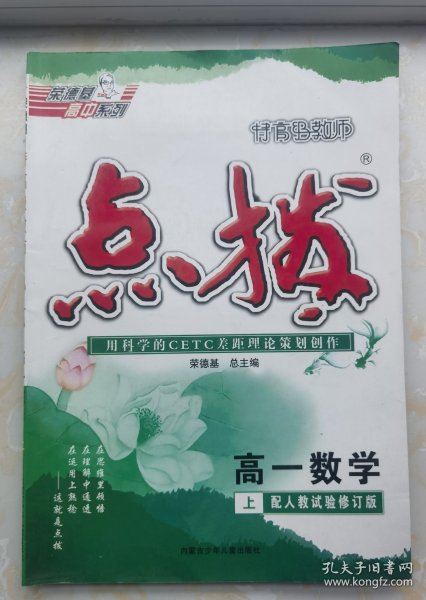 荣德基
高中系列
特高级教师
点拨®
用科学的CETC差距理论策划创作
荣德基 总主编
高一数学
上 配人教试验修订版
在思维里领悟
在理解中通透
在运用上熟稔
——这就是点拨
内蒙古少年儿童出版社
孔夫子旧书网
www.kongfz.com